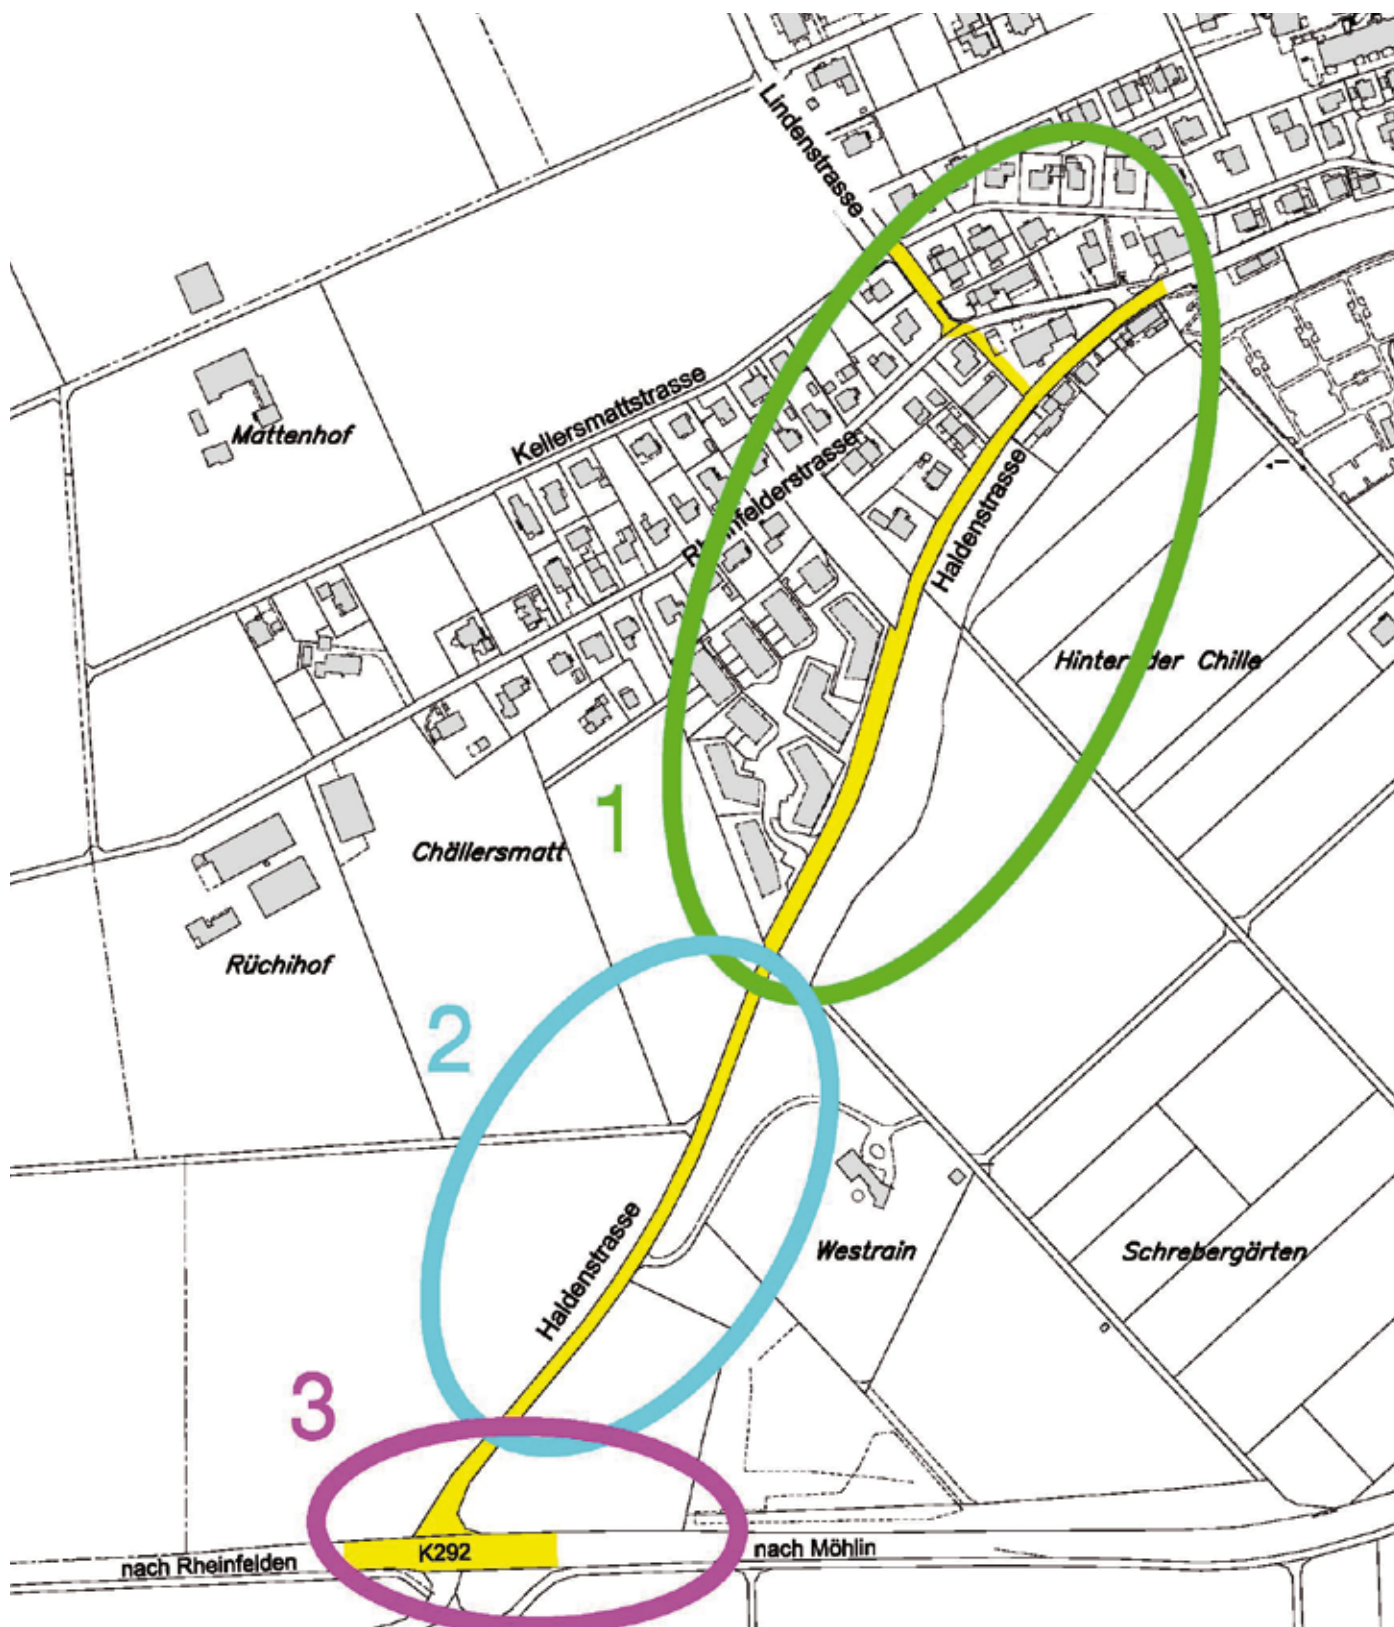 Lindenstrasse
Kellersmattstrasse
Mattenhof
Rheinfelderstrasse
Haldenstrasse
Hinter der Chille
1
Chällersmatt
Rüchihof
2
Haldenstrasse
Westrain
Schrebergärten
3
nach Rheinfelden
K292
nach Möhlin